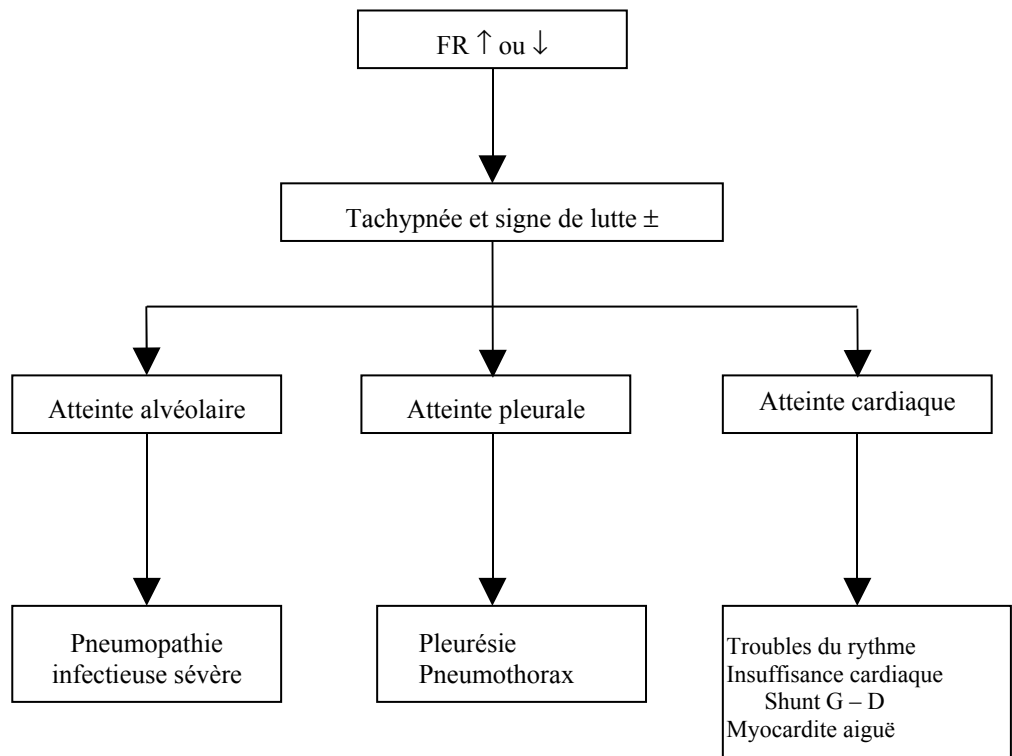 FR ↑ ou ↓
Tachypnée et signe de lutte ±
Atteinte alvéolaire
Atteinte pleurale
Atteinte cardiaque
Pneumopathie
infectieuse sévère
Pleurésie
Pneumothorax
Troubles du rythme
Insuffisance cardiaque
Shunt G – D
Myocardite aiguë